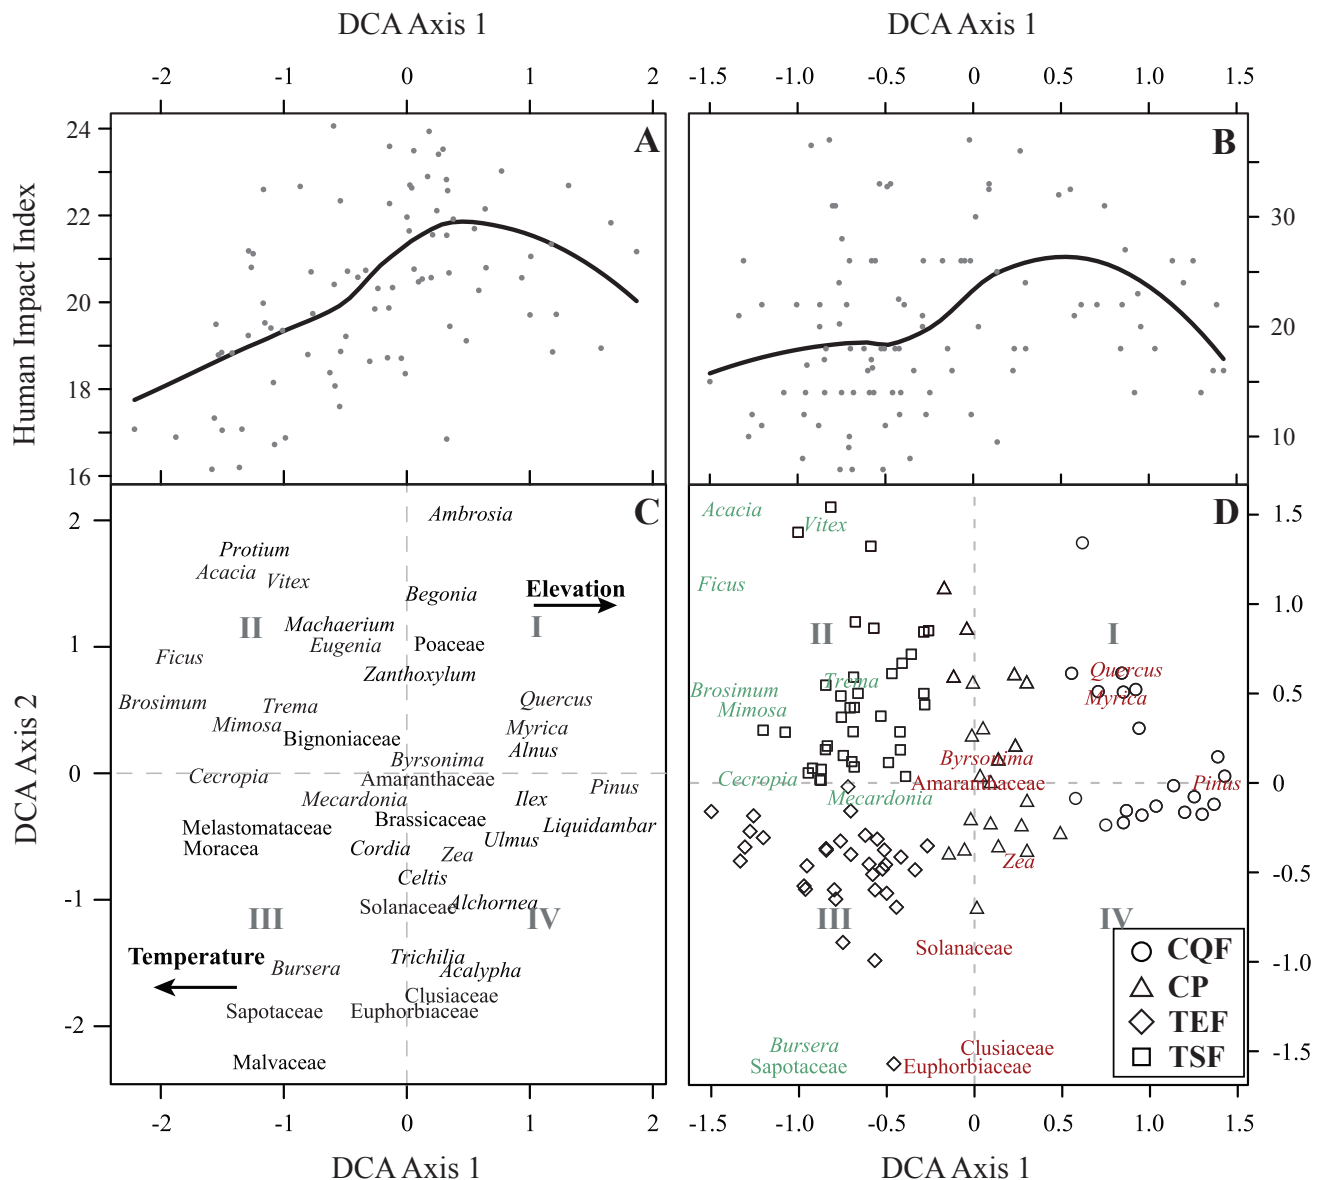 DCA Axis 1
DCA Axis 1
-2 -1 0 1 2
-1.5 -1.0 -0.5 0 0.5 1.0 1.5
Human Impact Index
24
22
20
18
16
A
B
30
20
10
C
DCA Axis 2
2
1
0
-1
-2
Ambrosia
Protium
Acacia
Vitex
Elevation
Begonia
II
I
Machaerium
Eugenia
Poaceae
Ficus
Zanthoxylum
Brosimum
Quercus
Trema
Mimosa
Myrica
Bignoniaceae
Alnus
Byrsonima
Cecropia
Amaranthaceae
Pinus
Mecardonia
Ilex
Brassicaceae
Melastomataceae
Liquidambar
Moracea
Cordia
Ulmus
Zea
Celtis
Solanaceae
Alchornea
III
IV
Temperature
Trichilia
Bursera
Acalypha
Clusiaceae
Sapotaceae
Euphorbiaceae
Malvaceae
D
Acacia
Vitex
Ficus
II
I
Quercus
Trema
Brosimum
Myrica
Mimosa
Byrsonima
Cecropia
Amaranthaceae
Pinus
Mecardonia
Zea
III
IV
Solanaceae
Bursera
Clusiaceae
Sapotaceae
Euphorbiaceae
CQF
CP
TEF
TSF
1.5
1.0
0.5
0
-0.5
-1.0
-1.5
-2 -1 0 1 2
-1.5 -1.0 -0.5 0 0.5 1.0 1.5
DCA Axis 1
DCA Axis 1